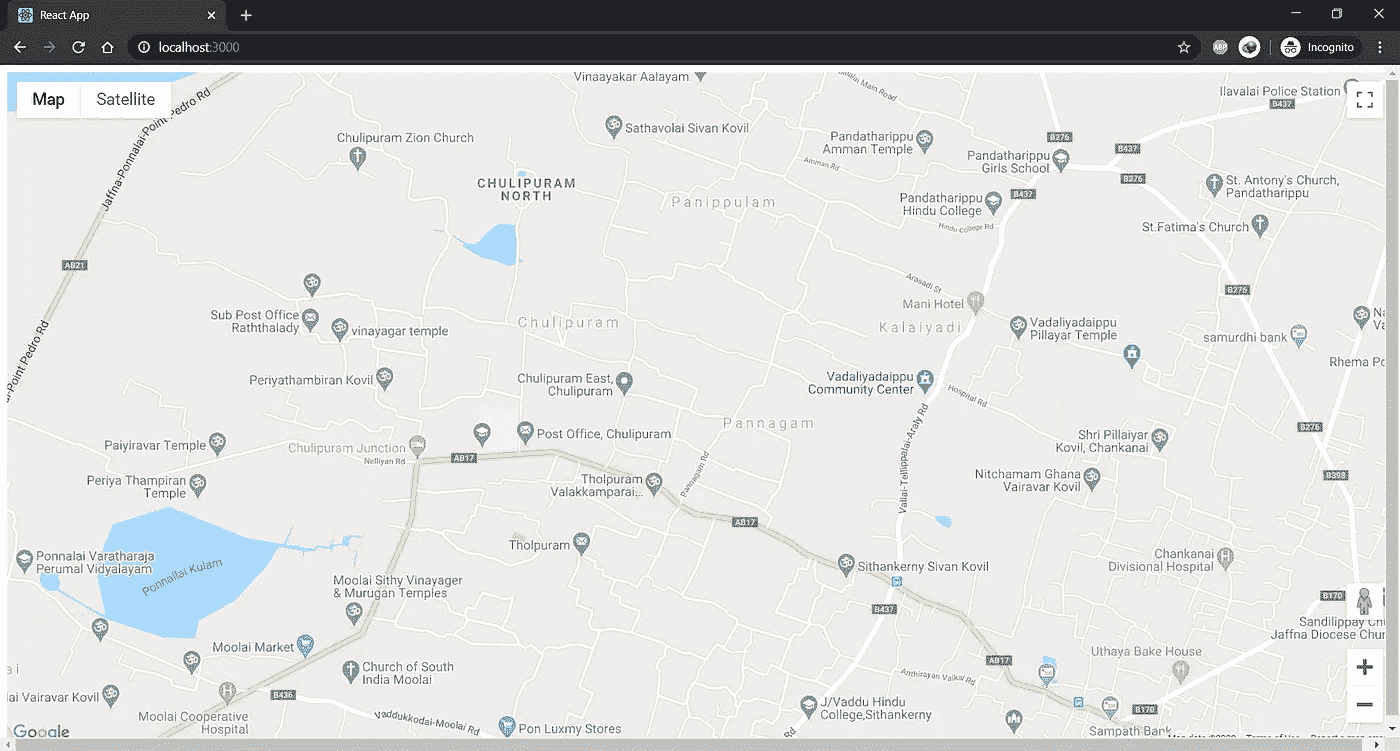 React App
localhost:3000
Incognito
Map
Satellite
Vinaayakar Aalayam
Main Road
Ilavalai Police Station
B437
Jaffna-Ponnalai-Point Pedro Rd
Chulipuram Zion Church
Sathavolai Sivan Kovil
Pandatharippu
Amman Temple
B276
B437
Amman Rd
Pandatharippu
Girls School
B276
CHULIPURAM
NORTH
Panippulam
Pandatharippu
Hindu College
B437
St. Antony's Church,
Pandatharippu
Hindu College Rd
St.Fatima's Church
AB21
Arasadi St
B276
Sub Post Office
Raththalady
vinayagar temple
Chulipuram
Mani Hotel
Kalaiyadi
Vadaliyadaippu
Pillayar Temple
samurdhi bank
-Point Pedro Rd
Periyathambiran Kovil
Chulipuram East,
Chulipuram
Vadaliyadaippu
Community Center
Hospital Rd
Pannagam
B276
Paiyiravar Temple
Chulipuram Junction
Nelliyan Rd
AB17
Post Office, Chulipuram
Vallai-Tellippalai-Araly Rd
Shri Pillaiyar
Kovil, Chankanai
Periya Thampiran
Temple
Tholpuram
Valakkamparai...
Pannagam Rd
Nitchamam Ghana
Vairavar Kovil
B398
AB17
Tholpuram
Ponnalai Varatharaja
Perumal Vidyalayam
Ponnallai Kulam
Sithankerny Sivan Kovil
Chankanai
Divisional Hospital
Moolai Sithy Vinayager
& Murugan Temples
B437
B170
Sandilippay
Jaffna Diocese
Moolai Market
Uthaya Bake House
AB17
Church of South
India Moolai
Anthirayan Valkai Rd
Vairavar Kovil
B436
Moolai Cooperative
Hospital
Vaddukkodai-Moolai Rd
Pon Luxmy Stores
J/Vaddu Hindu
College,Sithankerny
B170
Sampath Bank
Rd
Google